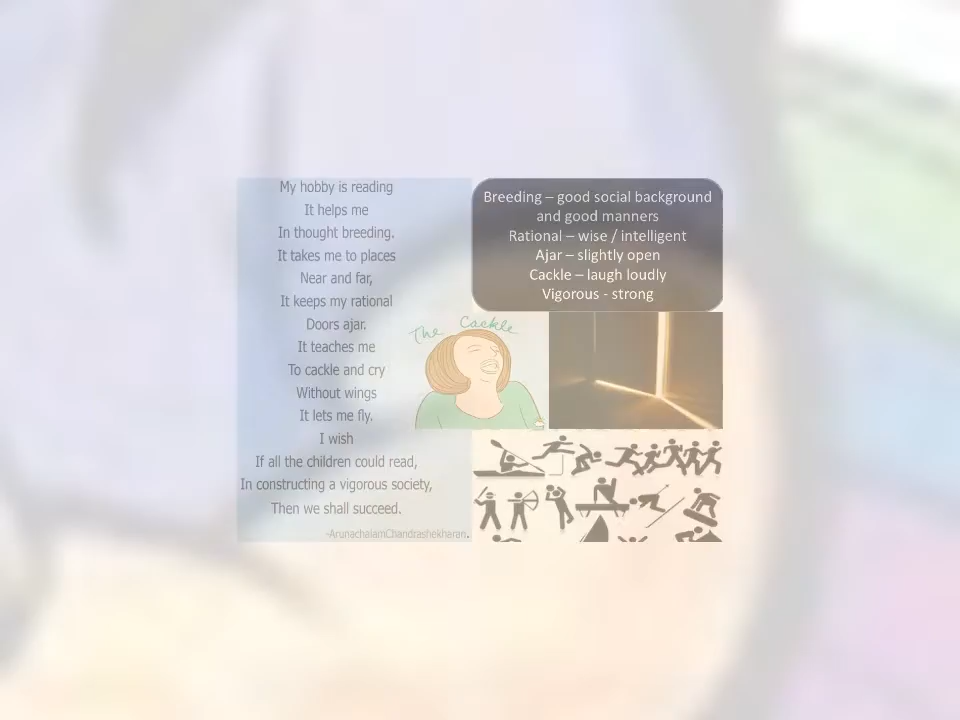 My hobby is reading
It helps me
In thought breeding.
It takes me to places
Near and far,
It keeps my rational
Doors ajar.
It teaches me
To cackle and cry
Without wings
It lets me fly.
I wish
If all the children could read,
In constructing a vigorous society,
Then we shall succeed.
-ArunachalamChandrashekharan.
Breeding – good social background
and good manners
Rational – wise / intelligent
Ajar – slightly open
Cackle – laugh loudly
Vigorous - strong
The Cackle